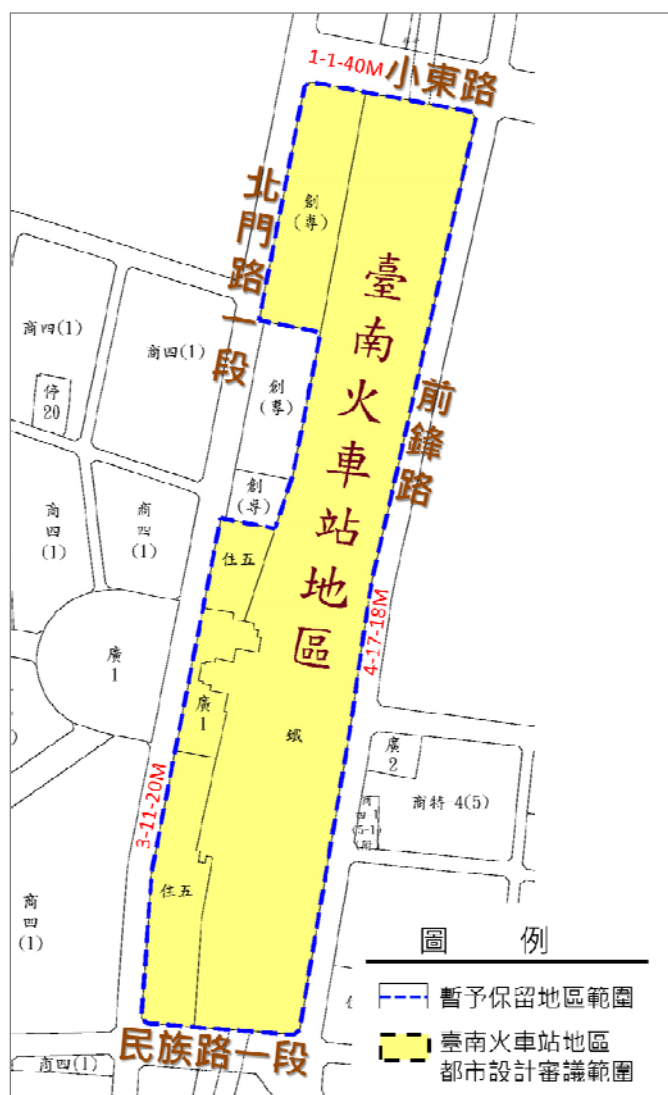 1-1-40M
小東路
北門路一段
創
(專)
臺南火車站地區
前鋒路
商四(1)
商四(1)
停
20
創
(專)
創
(專)
商
四
(1)
商
四
(1)
住五
廣
1
廣
1
4-17-18M
鐵
廣
2
商特-4(5)
3-11-20M
住五
商
四
(1)
商四(1)
民族路一段
圖 例
暫予保留地區範圍
臺南火車站地區
都市設計審議範圍